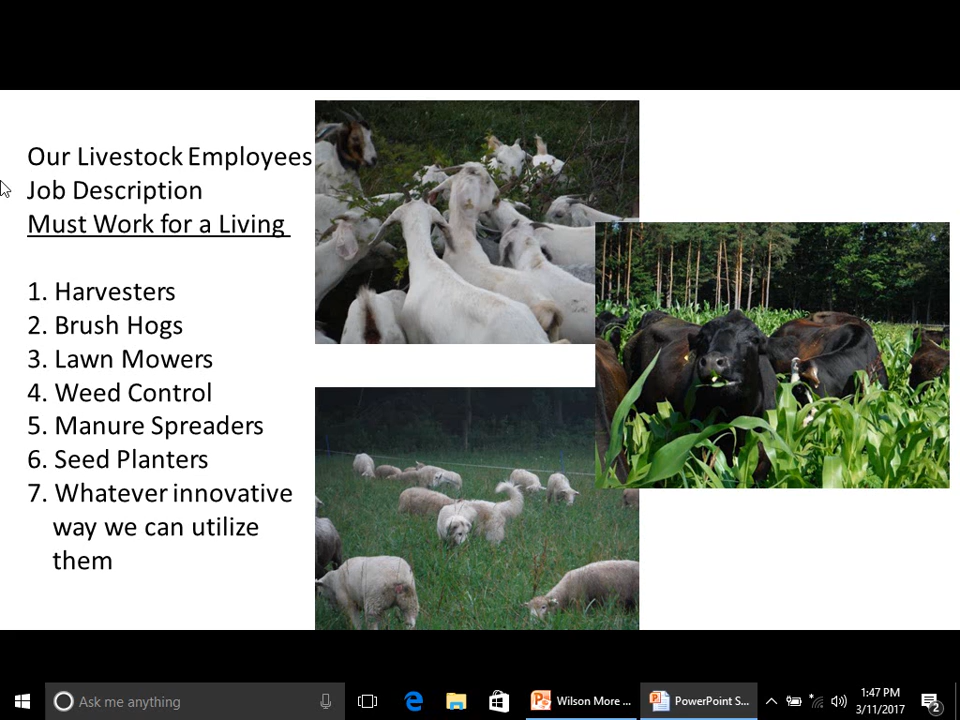 Our Livestock Employees
Job Description
Must Work for a Living
1. Harvesters
2. Brush Hogs
3. Lawn Mowers
4. Weed Control
5. Manure Spreaders
6. Seed Planters
7. Whatever innovative
way we can utilize
them
Ask me anything
Wilson More ...
PowerPoint S...
1:47 PM
3/11/2017
2